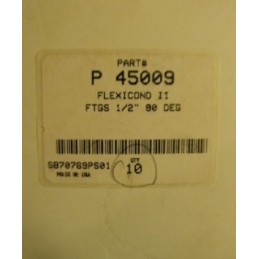 PART#
P 45009
FLEXICOND II
FTGS 1/2" 90 DEG
QTY
10